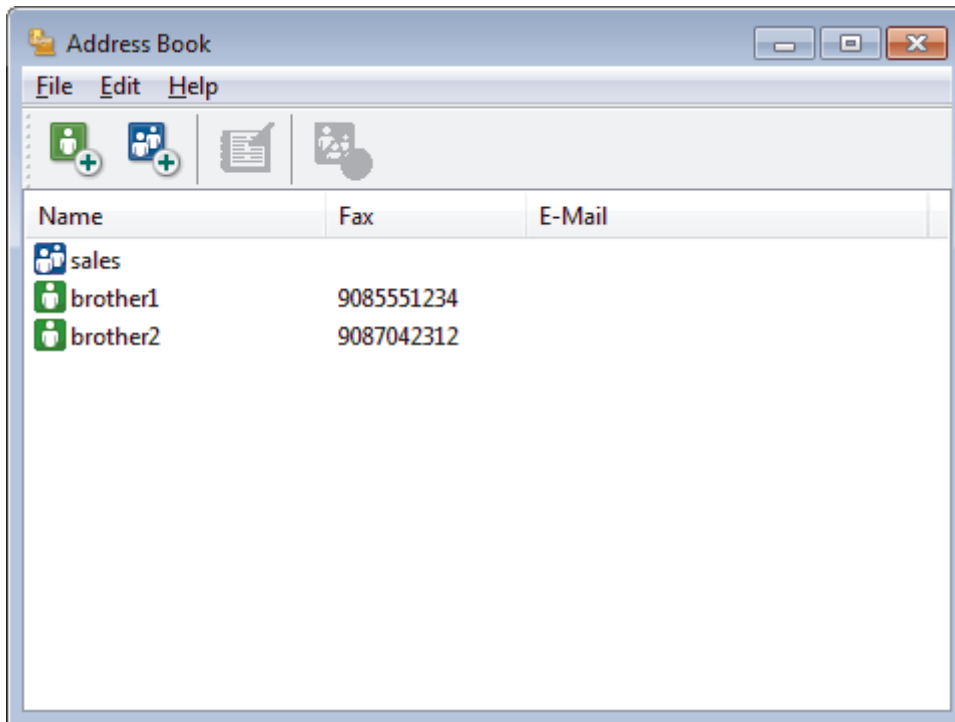 Address Book
File Edit Help
Name Fax E-Mail
sales
brother1 9085551234
brother2 9087042312